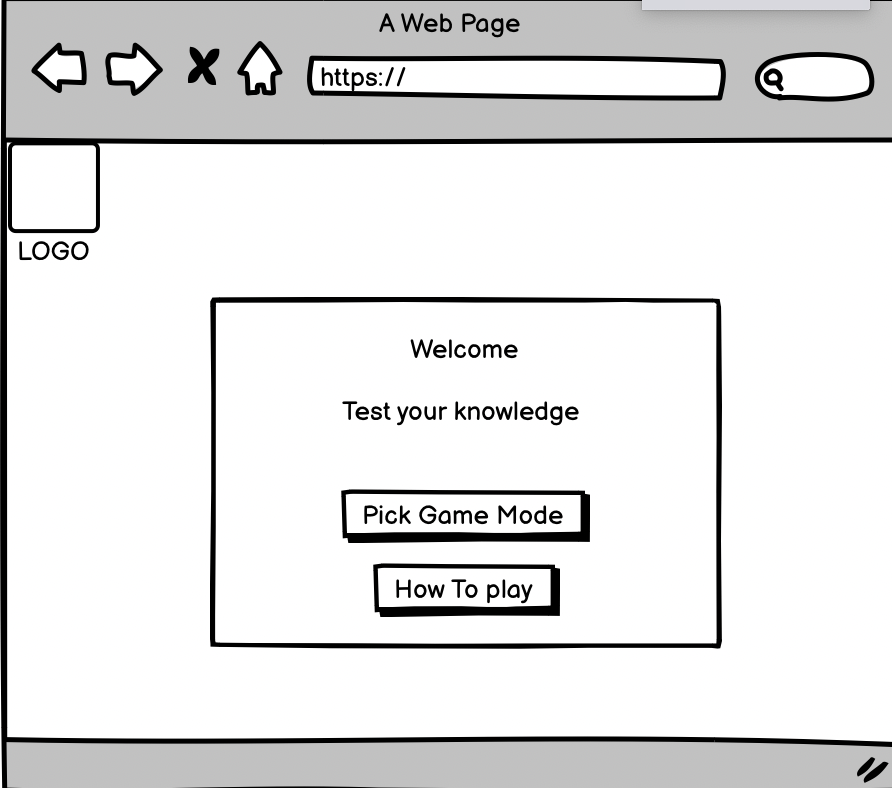 A Web Page
https://
LOGO
Welcome
Test your knowledge
Pick Game Mode
How To play